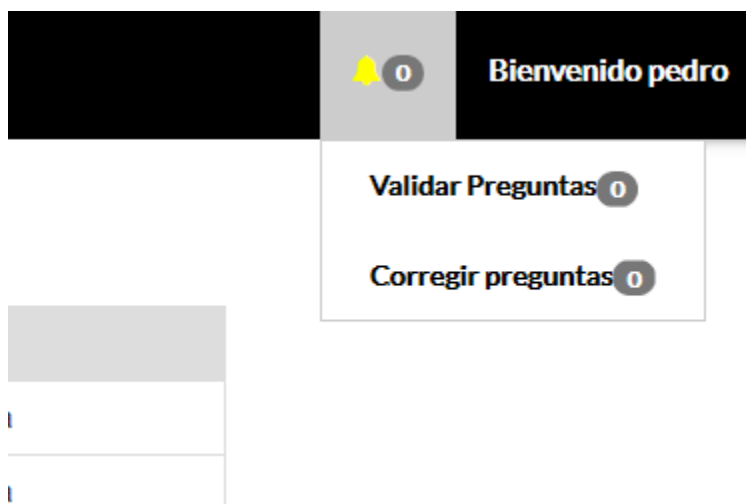 0 Bienvenido pedro
Validar Preguntas 0
Corregir preguntas 0